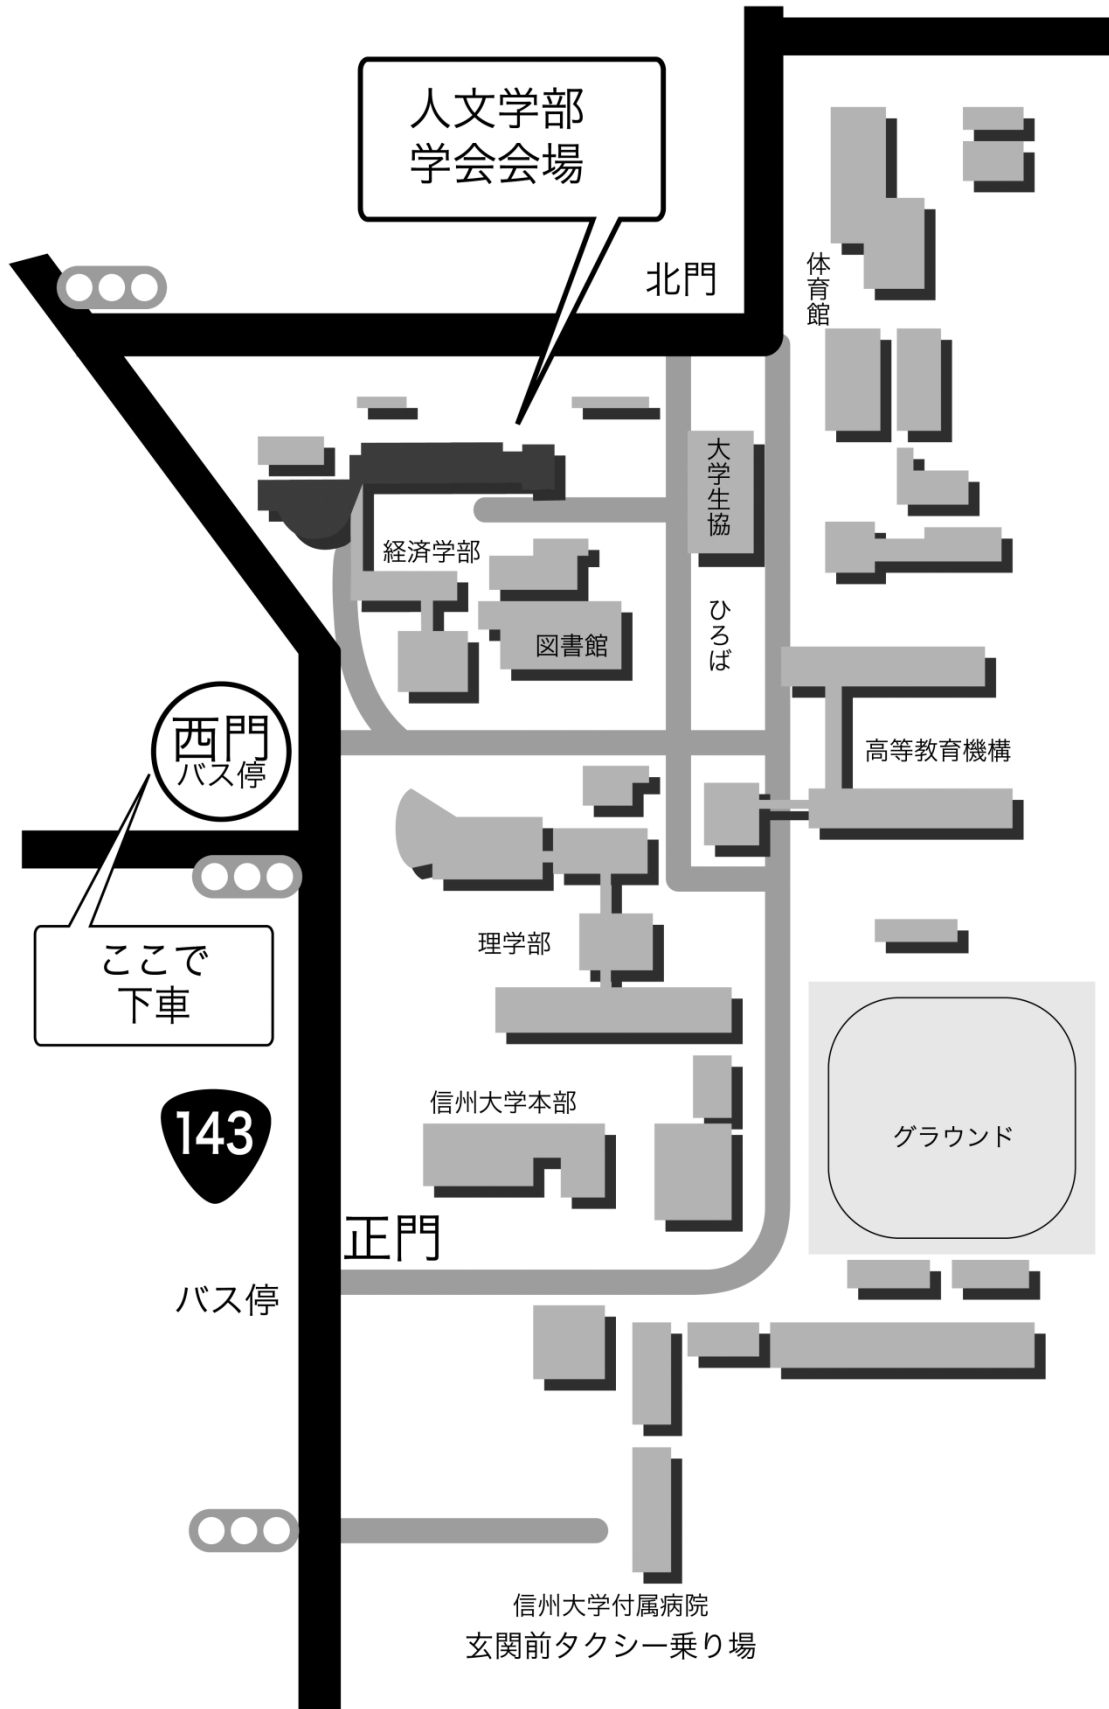 人文学部
学会会場
北門
体育館
大学生協
経済学部
図書館
ひろば
西門
バス停
高等教育機構
ここで
下車
理学部
信州大学本部
143
グラウンド
正門
バス停
信州大学付属病院
玄関前タクシー乗り場